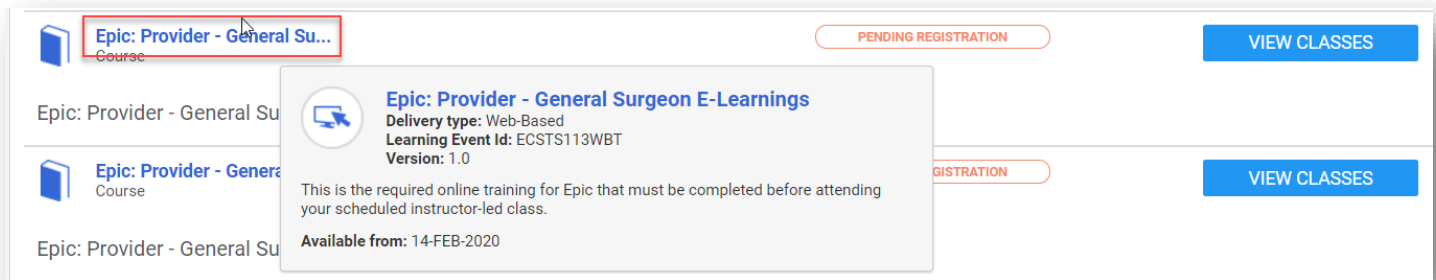 Epic: Provider - General Su...
Course
PENDING REGISTRATION
VIEW CLASSES
Epic: Provider - General Su
Epic: Provider - General Surgeon E-Learnings
Delivery type: Web-Based
Learning Event Id: ECSTS113WBT
Version: 1.0
This is the required online training for Epic that must be completed before attending
your scheduled instructor-led class.
Available from: 14-FEB-2020
Epic: Provider - Genera
Course
GISTRATION
VIEW CLASSES
Epic: Provider - General Su